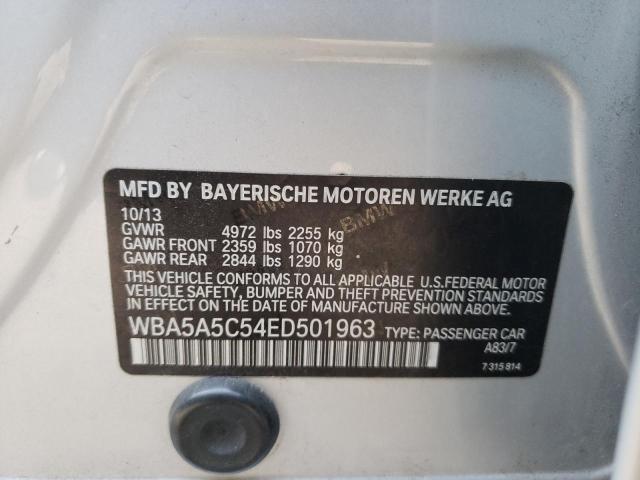 MFD BY BAYERISCHE MOTOREN WERKE AG
10/13
GVWR 4972 lbs 2255 kg
GAWR FRONT 2359 lbs 1070 kg
GAWR REAR 2844 lbs 1290 kg
THIS VEHICLE CONFORMS TO ALL APPLICABLE U.S.FEDERAL MOTOR
VEHICLE SAFETY, BUMPER AND THEFT PREVENTION STANDARDS
IN EFFECT ON THE DATE OF MANUFACTURE SHOWN ABOVE.
WBA5A5C54ED501963 TYPE: PASSENGER CAR
A83/7
7 315 814
BMW
BMW